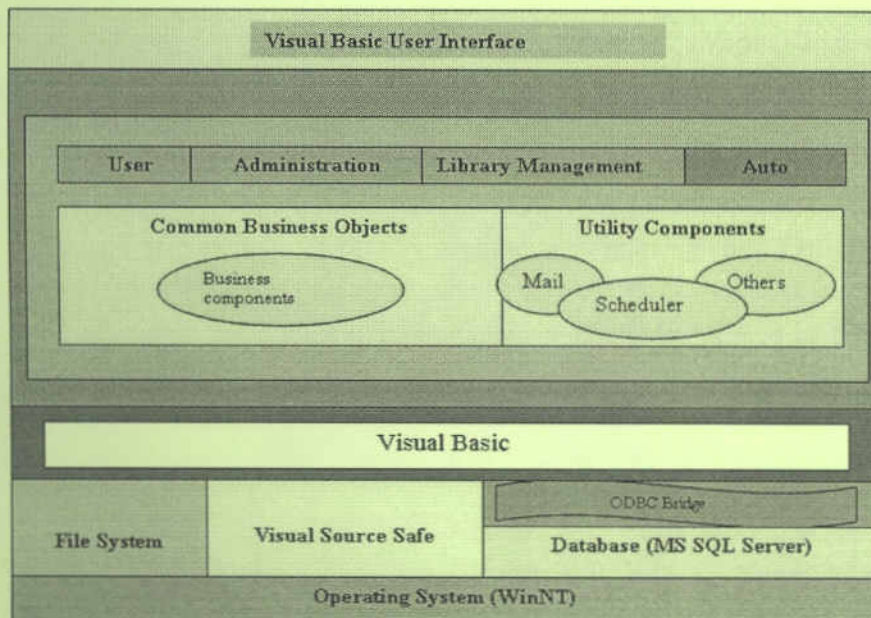 Visual Basic User Interface
User Administration Library Management Auto
Common Business Objects Utility Components
Business
components
Mail Scheduler Others
Visual Basic
ODBC Bridge
File System Visual Source Safe Database (MS SQL Server)
Operating System (WinNT)